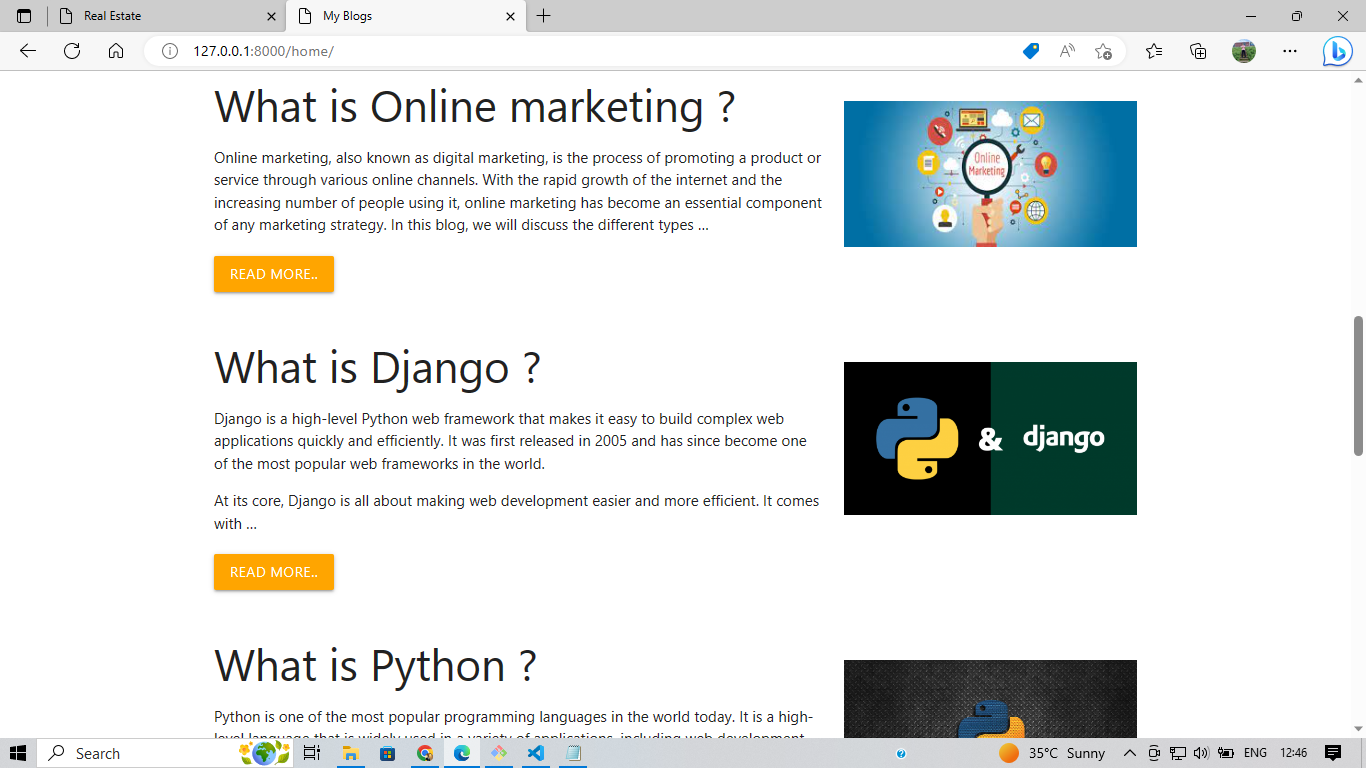 Real Estate
My Blogs
127.0.0.1:8000/home/
What is Online marketing ?
Online marketing, also known as digital marketing, is the process of promoting a product or
service through various online channels. With the rapid growth of the internet and the
increasing number of people using it, online marketing has become an essential component
of any marketing strategy. In this blog, we will discuss the different types …
READ MORE..
Online
Marketing
What is Django ?
Django is a high-level Python web framework that makes it easy to build complex web
applications quickly and efficiently. It was first released in 2005 and has since become one
of the most popular web frameworks in the world.
At its core, Django is all about making web development easier and more efficient. It comes
with …
READ MORE..
& django
What is Python ?
Python is one of the most popular programming languages in the world today. It is a high-
level language that is widely used in a variety of applications, including web development,
Search
35°C Sunny
ENG
12:46